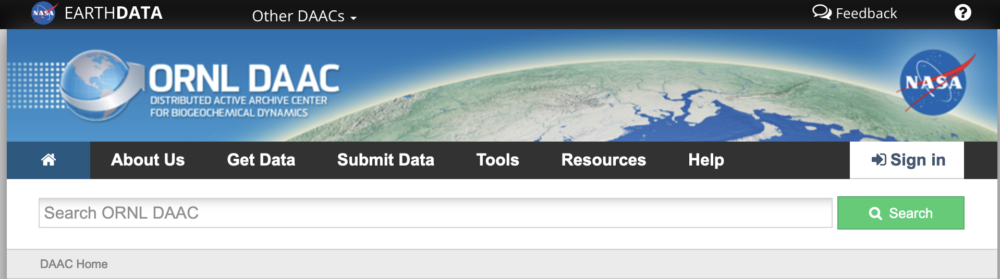 NASA EARTHDATA Other DAACs Feedback ?
ORNL DAAC
DISTRIBUTED ACTIVE ARCHIVE CENTER
FOR BIOGEOCHEMICAL DYNAMICS
NASA
About Us Get Data Submit Data Tools Resources Help Sign in
Search ORNL DAAC Search
DAAC Home